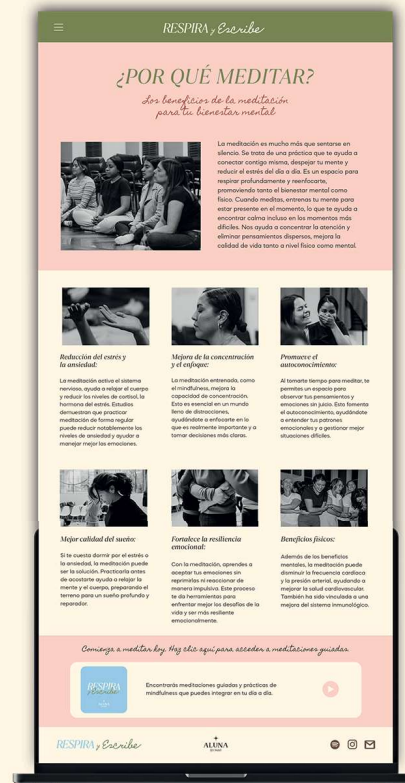 RESPIRA y Escribe
¿POR QUÉ MEDITAR?
Los beneficios de la meditación
para tu bienestar mental
La meditación es mucho más que sentarse en
silencio. Se trata de una práctica que te ayuda a
conectar contigo misma, despejar tu mente y
reducir el estrés del día a día. Es un espacio para
respirar profundamente y reenfocarte,
promoviendo tanto el bienestar mental como
físico. Cuando meditas, entrenas tu mente para
estar presente en el momento, lo que te ayuda a
encontrar calma incluso en los momentos más
difíciles. Nos ayuda a concentrar la atención y
eliminar pensamientos dispersos, mejora la
calidad de vida tanto a nivel físico como mental.
Reducción del estrés y
la ansiedad:
La meditación activa el sistema
nervioso, ayuda a relajar el cuerpo
y reducir los niveles de cortisol, la
hormona del estrés. Estudios
demuestran que practicar
meditación de forma regular
puede reducir notablemente los
niveles de ansiedad y ayudar a
manejar mejor las emociones.
Mejora de la concentración
y el enfoque:
La meditación entrenada, como
el mindfulness, mejora la
capacidad de concentración.
Esto es esencial en un mundo
lleno de distracciones,
ayudándote a enfocarte en lo
que es realmente importante y a
tomar decisiones más claras.
Promueve el
autoconocimiento:
Al tomarte tiempo para meditar, te
permites un espacio para
observar tus pensamientos y
emociones sin juicio. Esto fomenta
el autoconocimiento, ayudándote
a entender tus patrones
emocionales y a gestionar mejor
situaciones difíciles.
Mejor calidad del sueño:
Si te cuesta dormir por el estrés o
la ansiedad, la meditación puede
ser la solución. Practicarla antes
de acostarte ayuda a relajar la
mente y el cuerpo, preparando el
terreno para un sueño profundo y
reparador.
Fortalece la resiliencia
emocional:
Con la meditación, aprendes a
aceptar tus emociones sin
reprimirlas ni reaccionar de
manera impulsiva. Este proceso
te da herramientas para
enfrentar mejor los desafíos de la
vida y ser más resiliente
emocionalmente.
Beneficios físicos:
Además de los beneficios
mentales, la meditación puede
disminuir la frecuencia cardíaca
y la presión arterial, ayudando a
mejorar la salud cardiovascular.
También ha sido vinculada a una
mejora del sistema inmunológico.
Comienza a meditar hoy. Haz clic aquí para acceder a meditaciones guiadas.
RESPIRA
y Escribe
ALUNA
Encontrarás meditaciones guiadas y prácticas de
mindfulness que puedes integrar en tu día a día.
RESPIRA y Escribe
ALUNA